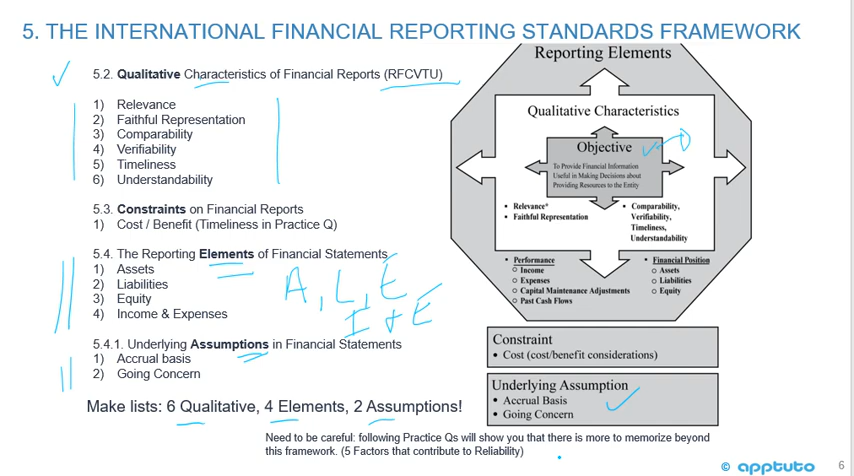 5. THE INTERNATIONAL FINANCIAL REPORTING STANDARDS FRAMEWORK
5.2. Qualitative Characteristics of Financial Reports (RFCVTU)
1) Relevance
2) Faithful Representation
3) Comparability
4) Verifiability
5) Timeliness
6) Understandability
5.3. Constraints on Financial Reports
1) Cost / Benefit (Timeliness in Practice Q)
5.4. The Reporting Elements of Financial Statements
1) Assets
2) Liabilities
3) Equity
4) Income & Expenses
A, L, E
I & E
5.4.1. Underlying Assumptions in Financial Statements
1) Accrual basis
2) Going Concern
Make lists: 6 Qualitative, 4 Elements, 2 Assumptions!
Reporting Elements
Qualitative Characteristics
Objective
To Provide Financial Information
Useful in Making Decisions about
Providing Resources to the Entity
• Relevance*
• Faithful Representation
• Comparability,
Verifiability,
Timeliness,
Understandability
• Performance
○ Income
○ Expenses
○ Capital Maintenance Adjustments
○ Past Cash Flows
• Financial Position
○ Assets
○ Liabilities
○ Equity
Constraint
• Cost (cost/benefit considerations)
Underlying Assumption
• Accrual Basis
• Going Concern
Need to be careful: following Practice Qs will show you that there is more to memorize beyond
this framework. (5 Factors that contribute to Reliability)
© apptuto
6